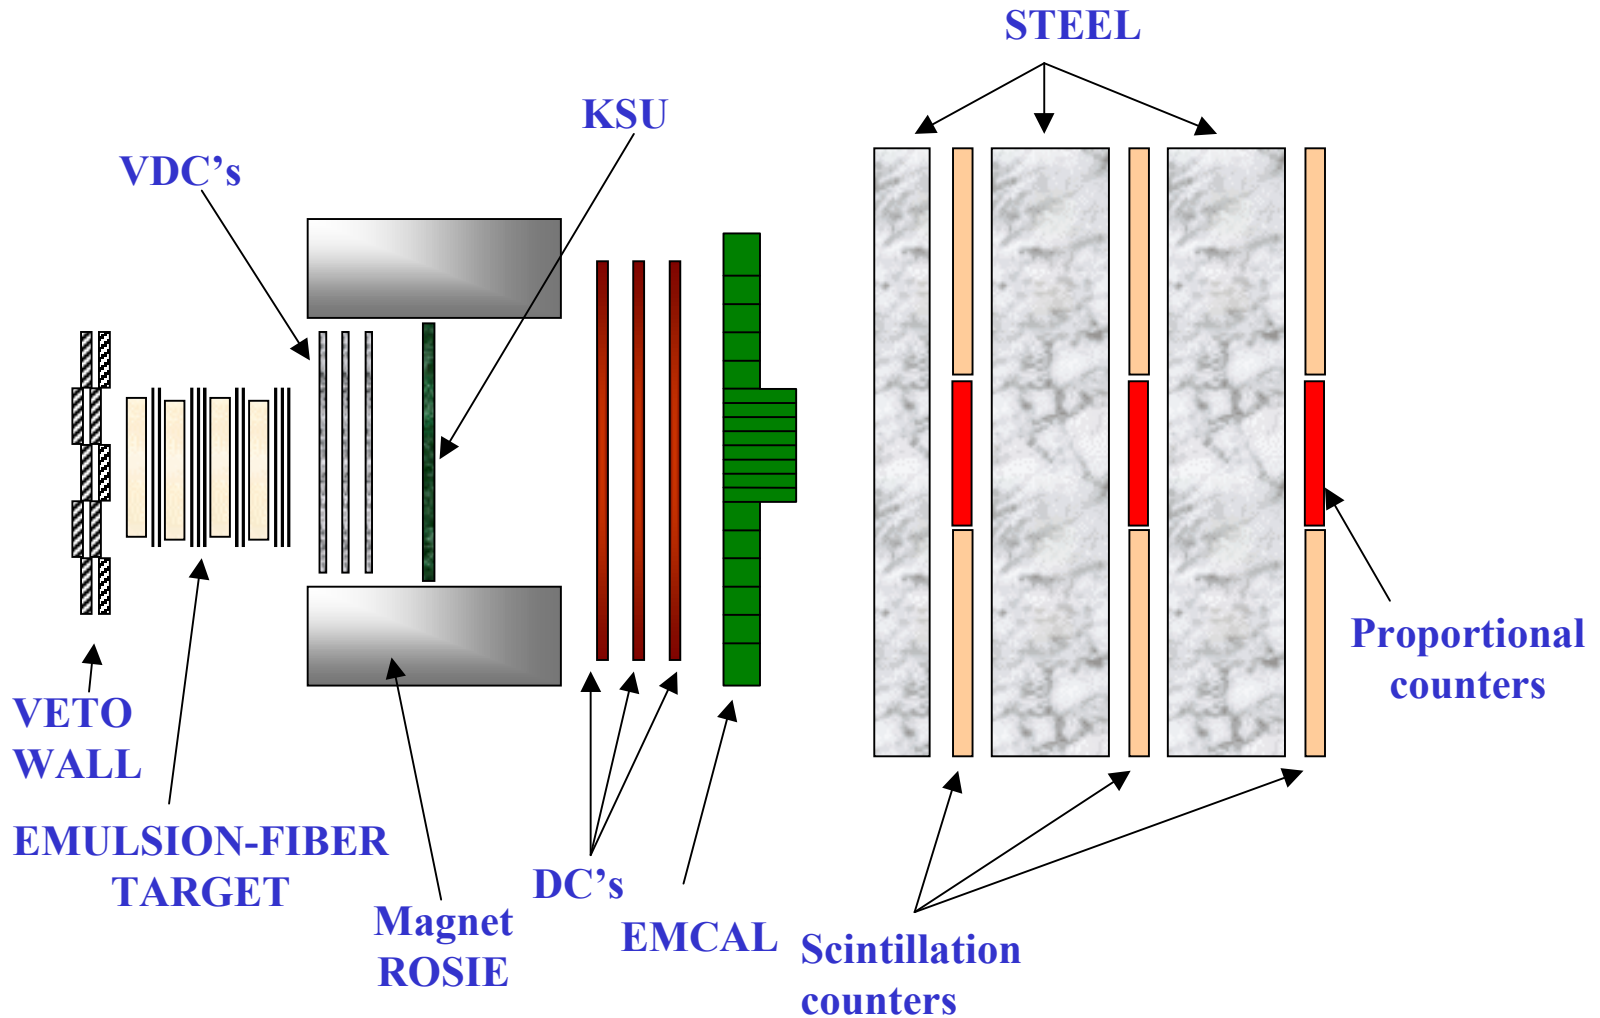 STEEL
KSU
VDC's
Proportional
counters
VETO
WALL
EMULSION-FIBER
TARGET
DC's
Magnet
ROSIE
EMCAL
Scintillation
counters